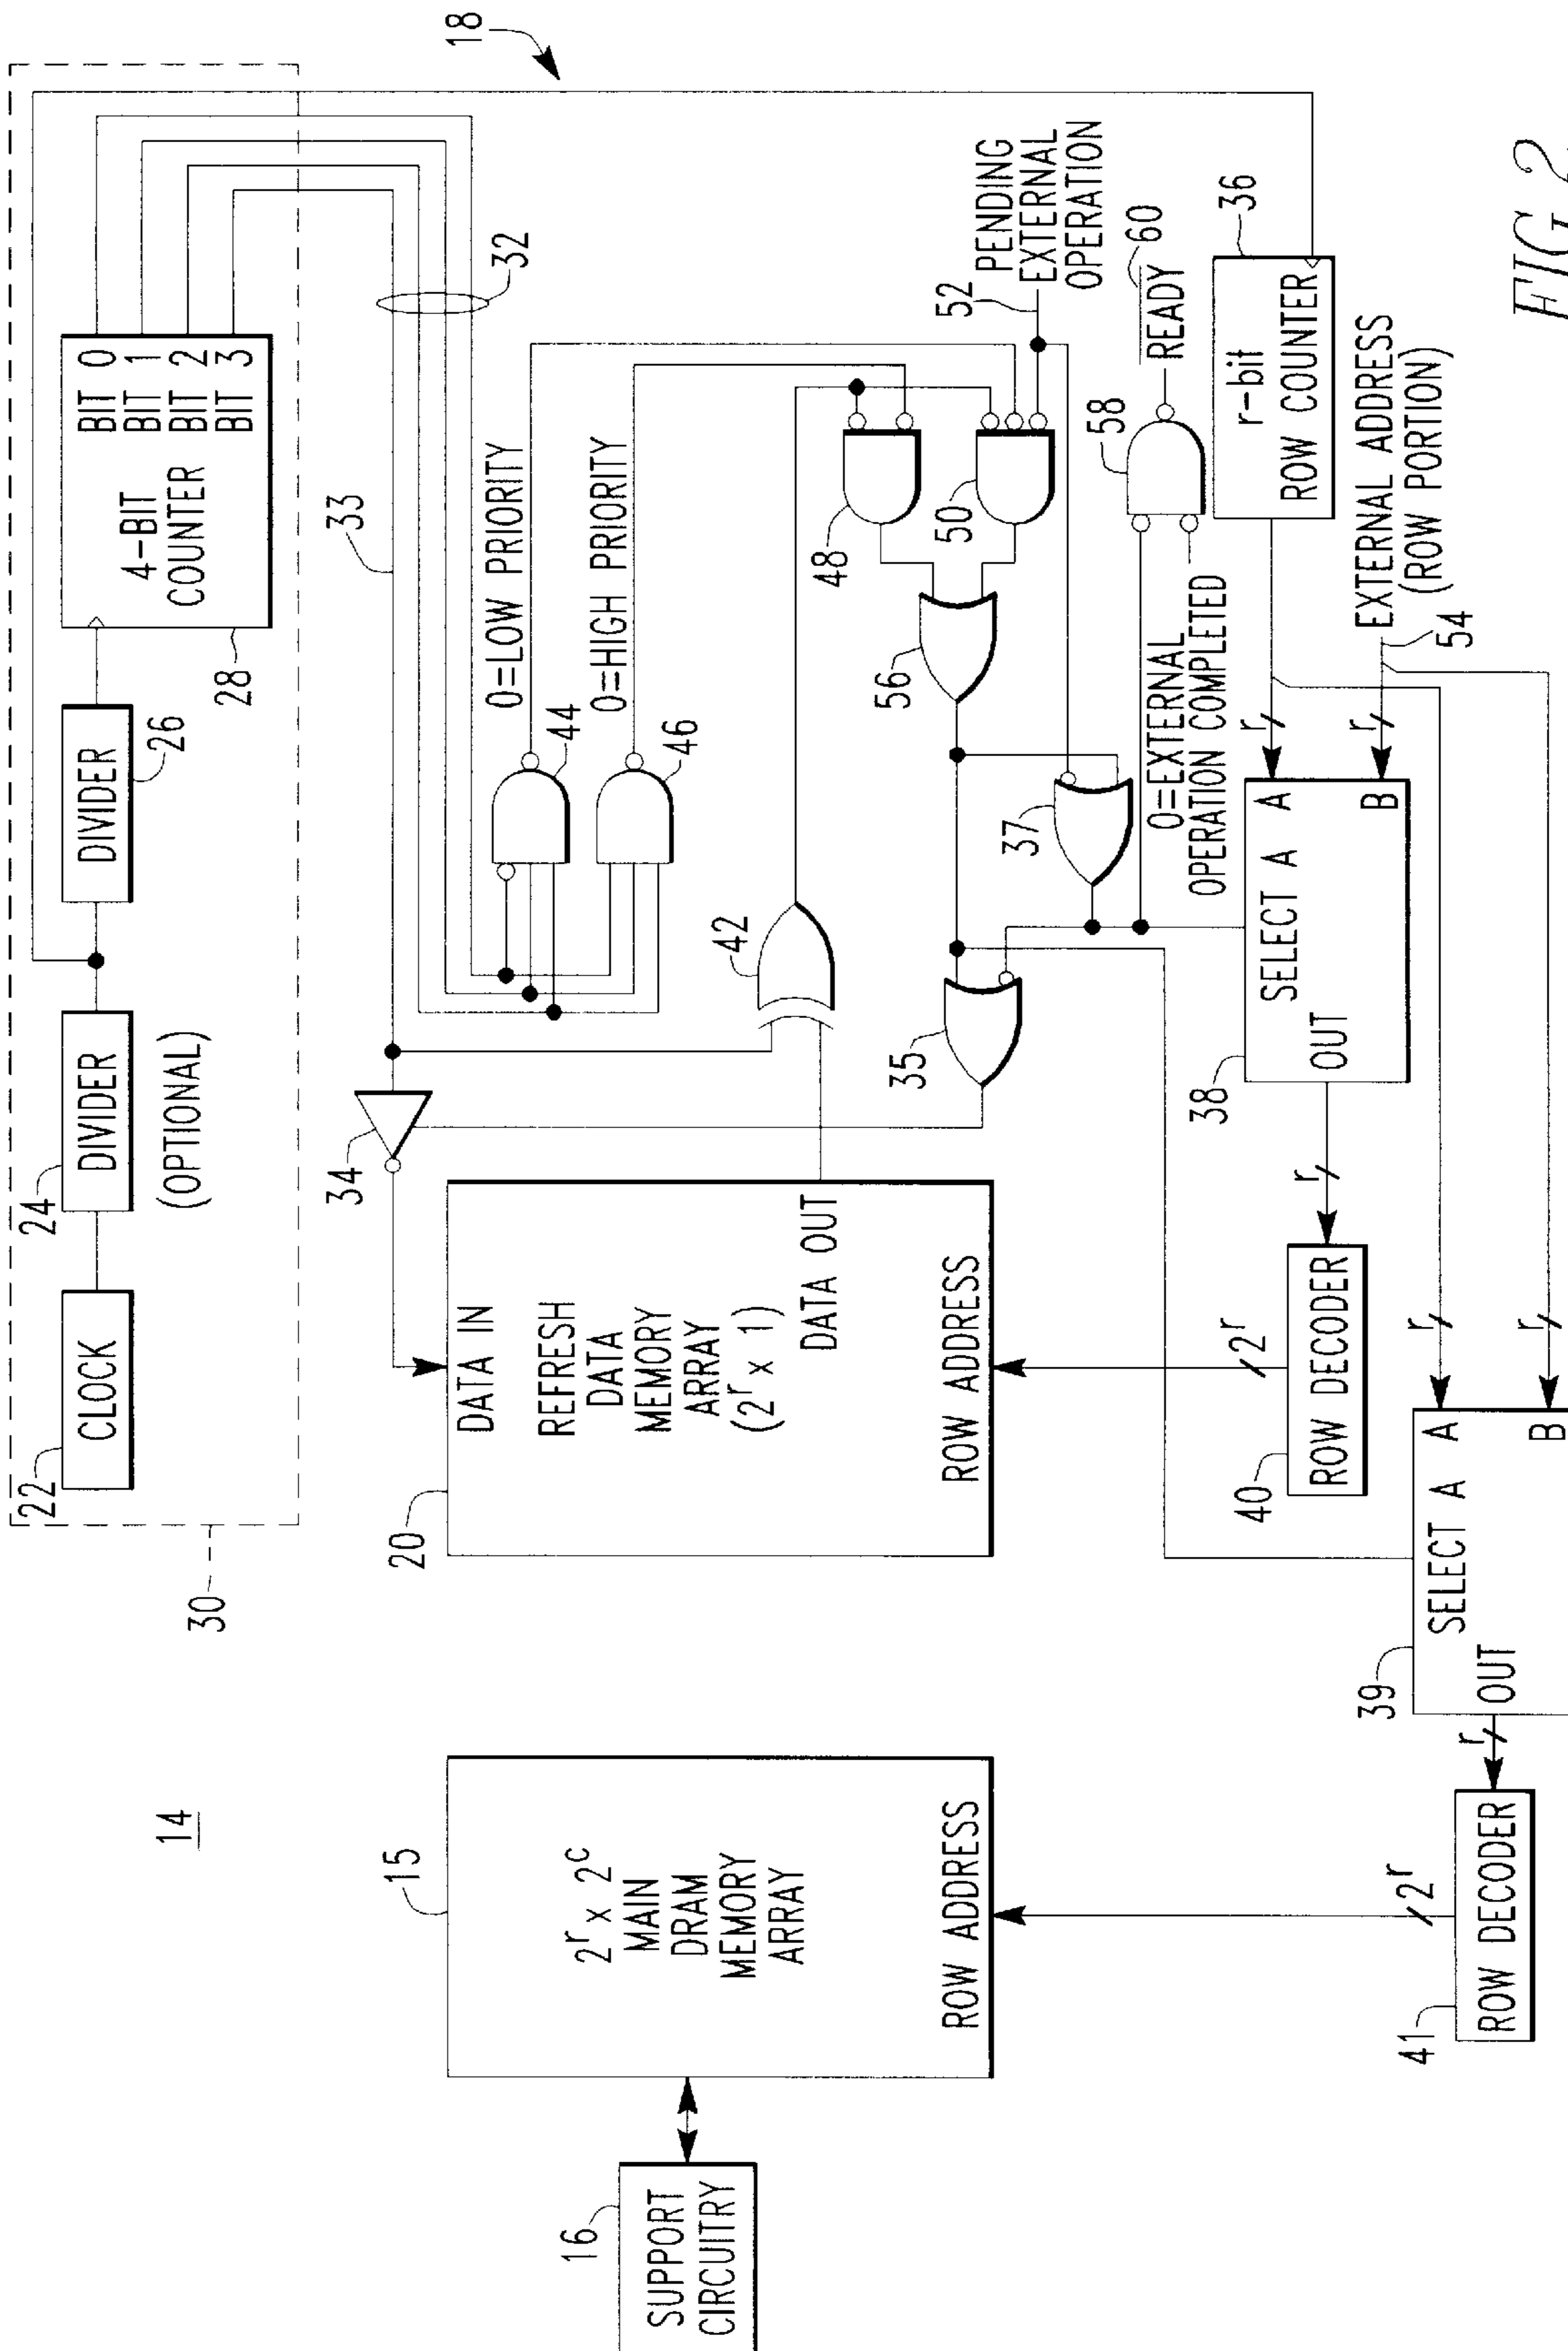 14
16
SUPPORT
CIRCUITRY
15
2^r x 2^c
MAIN
DRAM
MEMORY
ARRAY
ROW ADDRESS
41
ROW DECODER
2^r
30
22
CLOCK
24
DIVIDER
(OPTIONAL)
DIVIDER
26
28
4-BIT
COUNTER
BIT 0
BIT 1
BIT 2
BIT 3
18
32
33
34
20
DATA IN
REFRESH
DATA
MEMORY
ARRAY
(2^r x 1)
DATA OUT
ROW ADDRESS
42
44
46
0=LOW PRIORITY
0=HIGH PRIORITY
48
50
52
PENDING
EXTERNAL
OPERATION
56
35
37
58
READY
60
0=EXTERNAL
OPERATION COMPLETED
36
r-bit
ROW COUNTER
EXTERNAL ADDRESS
(ROW PORTION)
54
38
SELECT A
A
B
OUT
r
r
r
40
ROW DECODER
2^r
39
SELECT A
A
B
OUT
r
r
r
FIG. 2